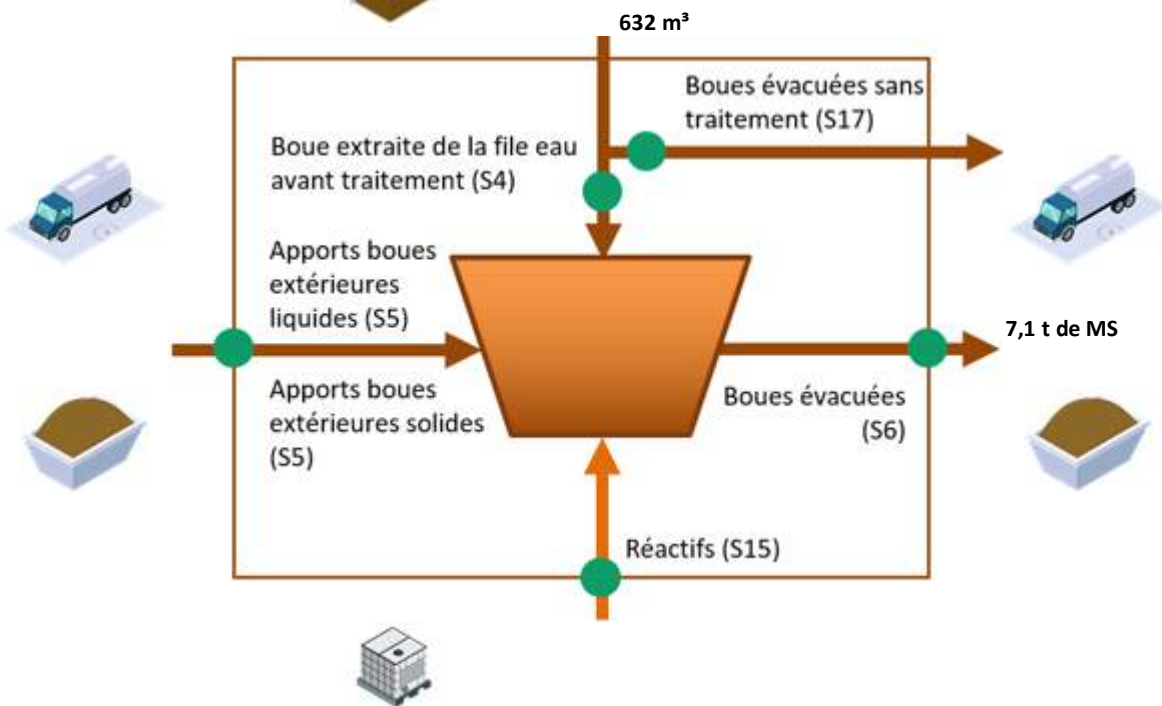 632 m³
Boues évacuées sans
traitement (S17)
Boue extraite de la file eau
avant traitement (S4)
Apports boues
extérieures
liquides (S5)
7,1 t de MS
Apports boues
extérieures solides
(S5)
Boues évacuées
(S6)
Réactifs (S15)